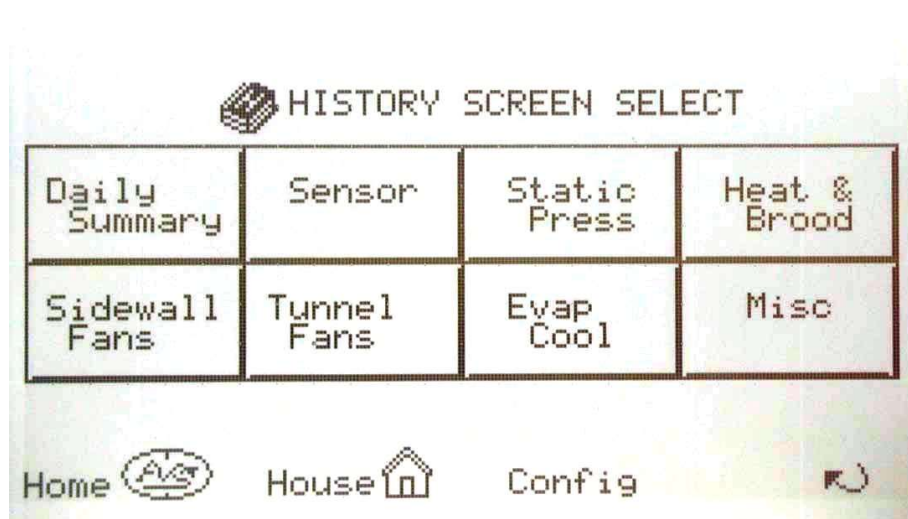 HISTORY SCREEN SELECT
Daily Summary
Sensor
Static Press
Heat & Brood
Sidewall Fans
Tunnel Fans
Evap Cool
Misc
Home
House
Config